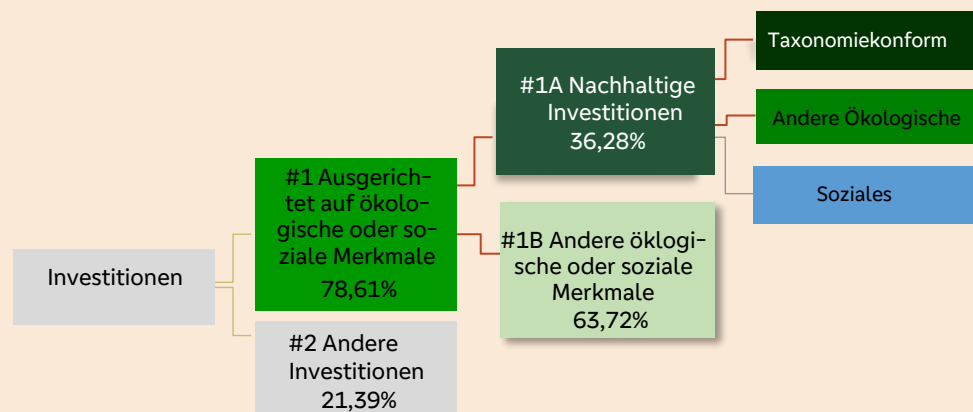 Taxonomiekonform
#1A Nachhaltige
Investitionen
36,28%
Andere Ökologische
Soziales
#1 Ausgerich-
tet auf ökolo-
gische oder so-
ziale Merkmale
78,61%
#1B Andere öklogi-
sche oder soziale
Merkmale
63,72%
Investitionen
#2 Andere
Investitionen
21,39%